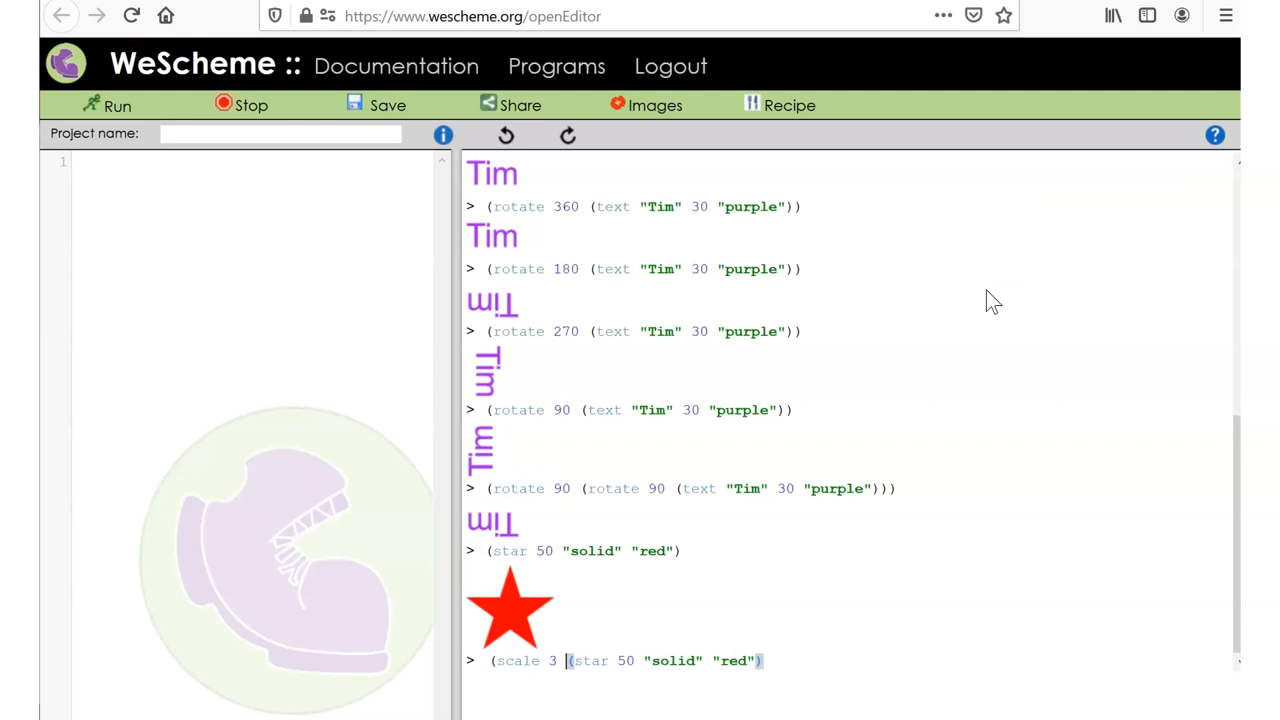 https://www.wescheme.org/openEditor
WeScheme :: Documentation Programs Logout
Run Stop Save Share Images Recipe
Project name:
1
Tim
> (rotate 360 (text "Tim" 30 "purple"))
Tim
> (rotate 180 (text "Tim" 30 "purple"))
Tim
> (rotate 270 (text "Tim" 30 "purple"))
Tim
> (rotate 90 (text "Tim" 30 "purple"))
Tim
> (rotate 90 (rotate 90 (text "Tim" 30 "purple")))
Tim
> (star 50 "solid" "red")
> (scale 3 (star 50 "solid" "red")